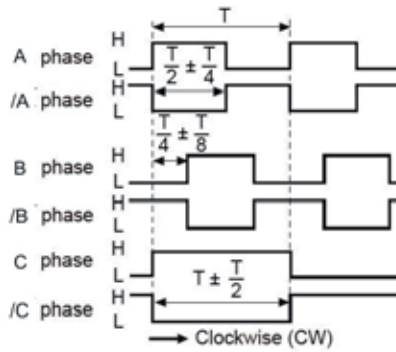 T
A phase H
L
T/2 ± T/4
/A phase H
L
T/4 ± T/8
B phase H
L
/B phase H
L
C phase H
L
T ± T/2
/C phase H
L
Clockwise (CW)